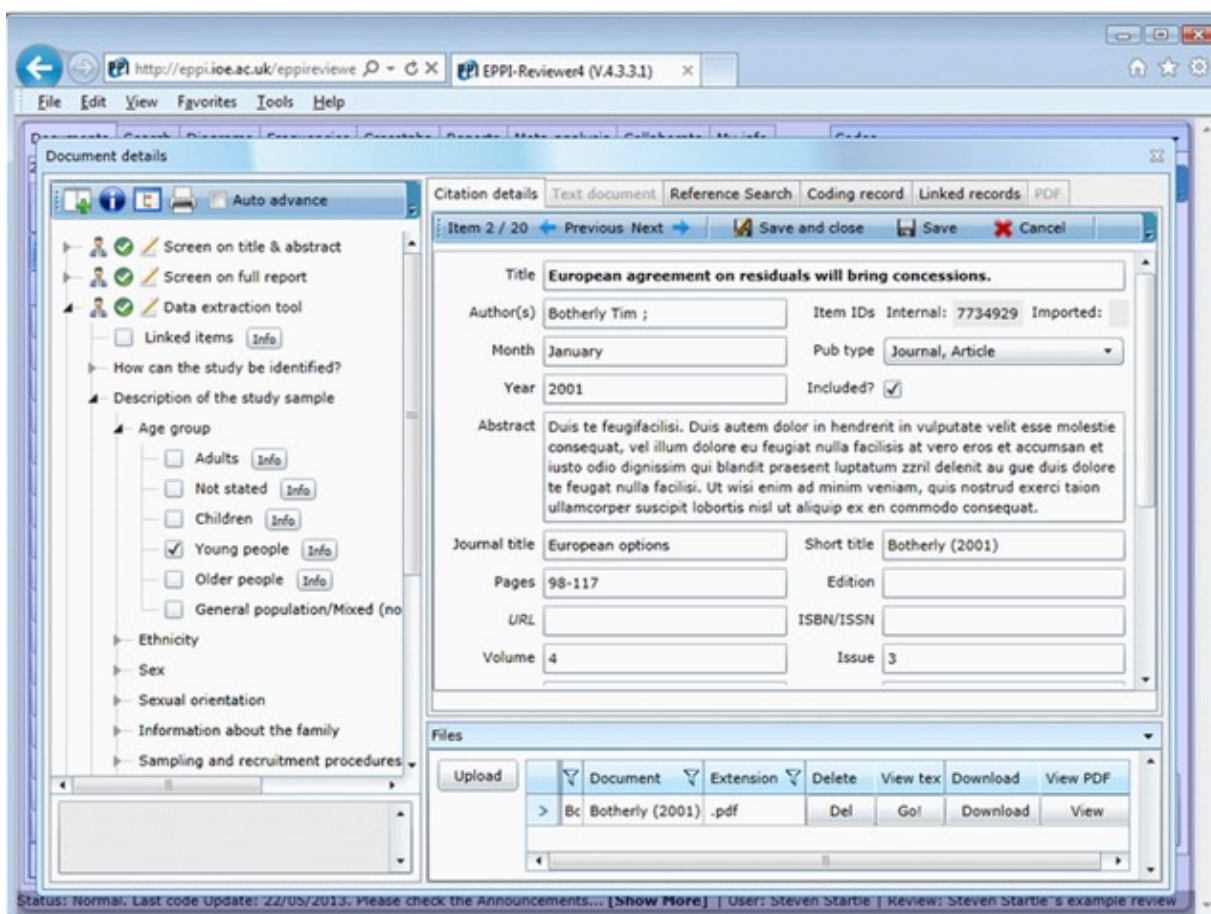 http://eppi.ioe.ac.uk/eppireviewe
EPPI-Reviewer4 (V.4.3.3.1)
File Edit View Favorites Tools Help
Documents Search Diagrams Frequencies Crosstabs Reports Meta-analysis Collaborate My info Codes
Document details
Auto advance
Screen on title & abstract
Screen on full report
Data extraction tool
Linked items Info
How can the study be identified?
Description of the study sample
Age group
Adults Info
Not stated Info
Children Info
Young people Info
Older people Info
General population/Mixed (no
Ethnicity
Sex
Sexual orientation
Information about the family
Sampling and recruitment procedures
Citation details Text document Reference Search Coding record Linked records PDF
Item 2 / 20 Previous Next Save and close Save Cancel
Title European agreement on residuals will bring concessions.
Author(s) Botherly Tim ; Item IDs Internal: 7734929 Imported:
Month January Pub type Journal, Article
Year 2001 Included?
Abstract Duis te feugifacilisi. Duis autem dolor in hendrerit in vulputate velit esse molestie
consequat, vel illum dolore eu feugiat nulla facilisis at vero eros et accumsan et
iusto odio dignissim qui blandit praesent luptatum zzril delenit au gue duis dolore
te feugat nulla facilisi. Ut wisi enim ad minim veniam, quis nostrud exerci taion
ullamcorper suscipit lobortis nisl ut aliquip ex en commodo consequat.
Journal title European options Short title Botherly (2001)
Pages 98-117 Edition
URL ISBN/ISSN
Volume 4 Issue 3
Files
Upload Document Extension Delete View tex Download View PDF
Bc Botherly (2001) .pdf Del Go! Download View
Status: Normal. Last code Update: 22/05/2013. Please check the Announcements... [Show More] | User: Steven Startle | Review: Steven Startle`s example review